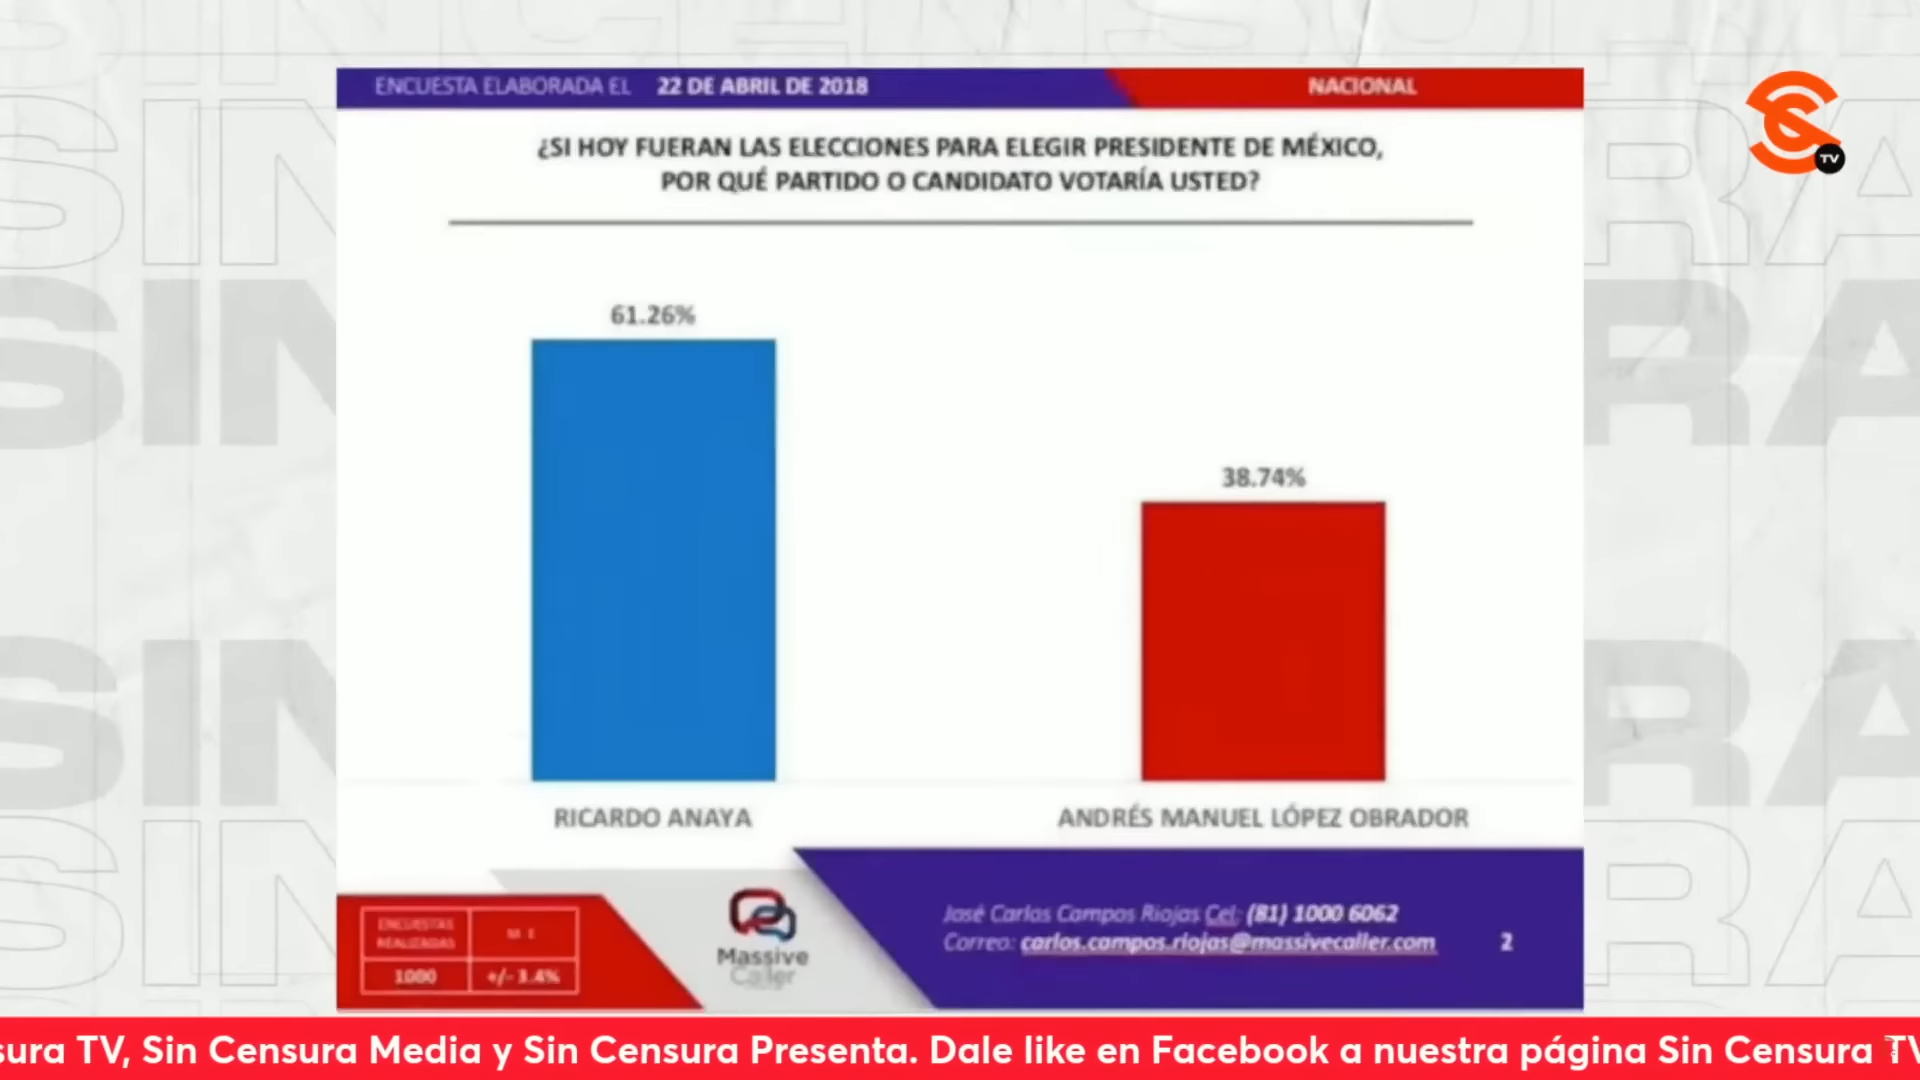 ENCUESTA ELABORADA EL 22 DE ABRIL DE 2018
NACIONAL
TV
¿SI HOY FUERAN LAS ELECCIONES PARA ELEGIR PRESIDENTE DE MÉXICO,
POR QUÉ PARTIDO O CANDIDATO VOTARÍA USTED?
61.26%
38.74%
RICARDO ANAYA
ANDRÉS MANUEL LÓPEZ OBRADOR
ENCUESTAS
REALIZADAS
M E
1000
+/- 3.4%
Massive
Caller
José Carlos Campos Riojas Cel: (81) 1000 6062
Correo: carlos.campos.riojas@massivecaller.com
2
sura TV, Sin Censura Media y Sin Censura Presenta. Dale like en Facebook a nuestra página Sin Censura TV